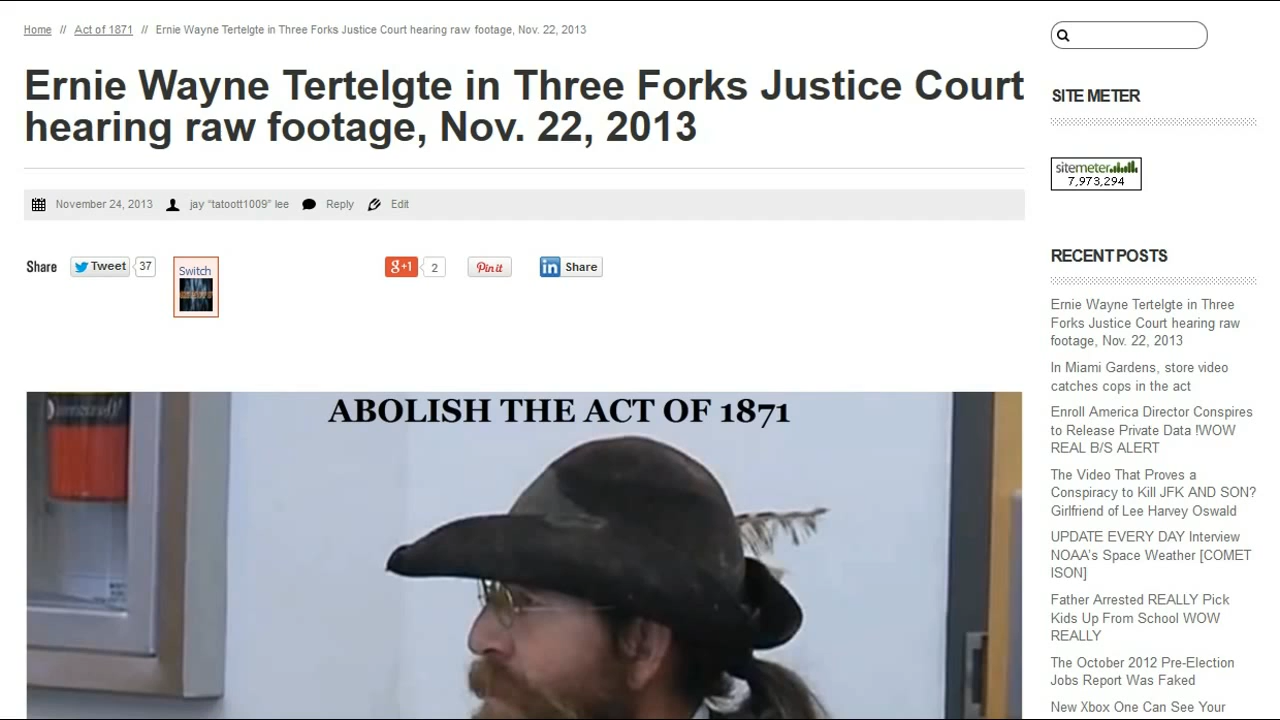 Home // Act of 1871 // Ernie Wayne Tertelgte in Three Forks Justice Court hearing raw footage, Nov. 22, 2013
Ernie Wayne Tertelgte in Three Forks Justice Court
hearing raw footage, Nov. 22, 2013
November 24, 2013 jay “tatoott1009” lee Reply Edit
Share Tweet 37 Switch g+1 2 Pin it in Share
ABOLISH THE ACT OF 1871
SITE METER
sitemeter
7,973,294
RECENT POSTS
Ernie Wayne Tertelgte in Three
Forks Justice Court hearing raw
footage, Nov. 22, 2013
In Miami Gardens, store video
catches cops in the act
Enroll America Director Conspires
to Release Private Data !WOW
REAL B/S ALERT
The Video That Proves a
Conspiracy to Kill JFK AND SON?
Girlfriend of Lee Harvey Oswald
UPDATE EVERY DAY Interview
NOAA's Space Weather [COMET
ISON]
Father Arrested REALLY Pick
Kids Up From School WOW
REALLY
The October 2012 Pre-Election
Jobs Report Was Faked
New Xbox One Can See Your